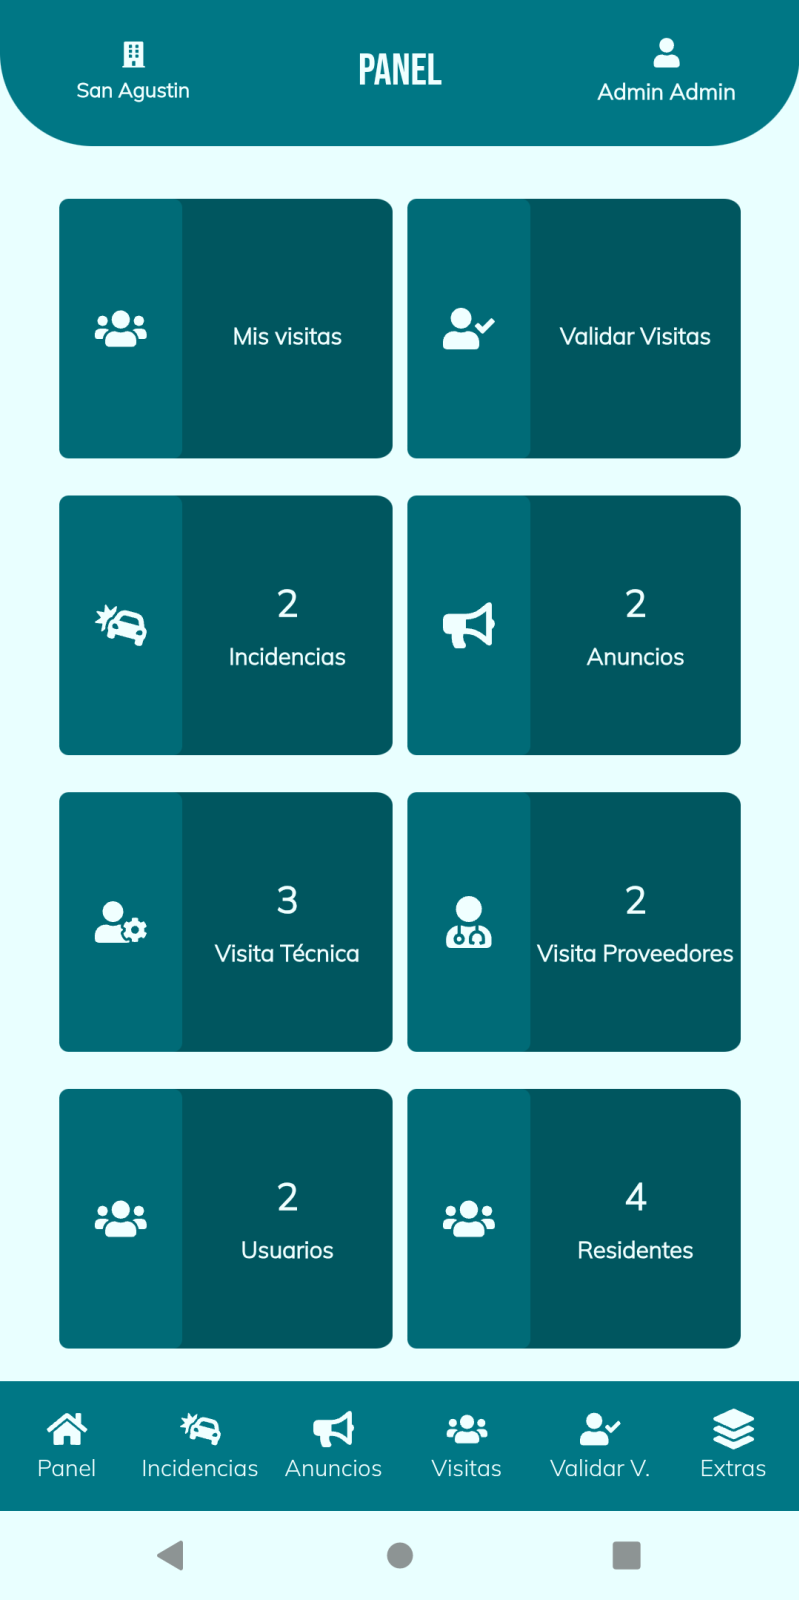 San Agustin
PANEL
Admin Admin
Mis visitas
Validar Visitas
2
Incidencias
2
Anuncios
3
Visita Técnica
2
Visita Proveedores
2
Usuarios
4
Residentes
Panel
Incidencias
Anuncios
Visitas
Validar V.
Extras